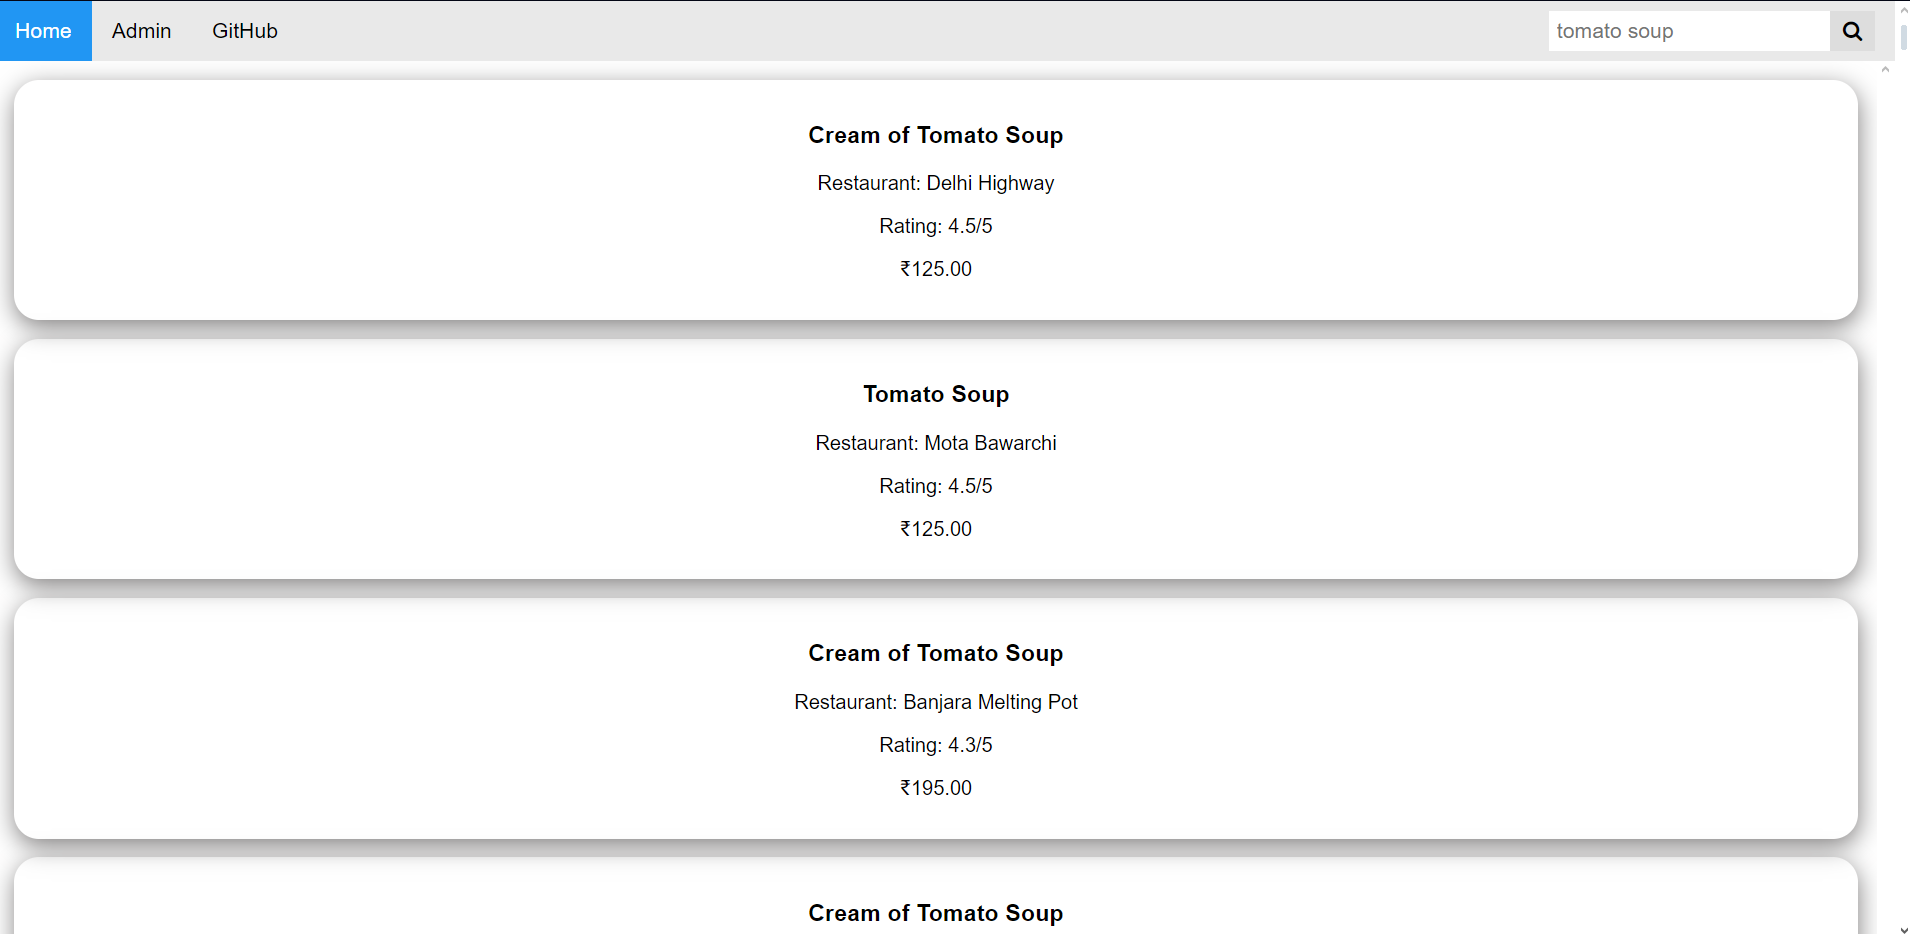 Home Admin GitHub tomato soup
Cream of Tomato Soup
Restaurant: Delhi Highway
Rating: 4.5/5
₹125.00
Tomato Soup
Restaurant: Mota Bawarchi
Rating: 4.5/5
₹125.00
Cream of Tomato Soup
Restaurant: Banjara Melting Pot
Rating: 4.3/5
₹195.00
Cream of Tomato Soup